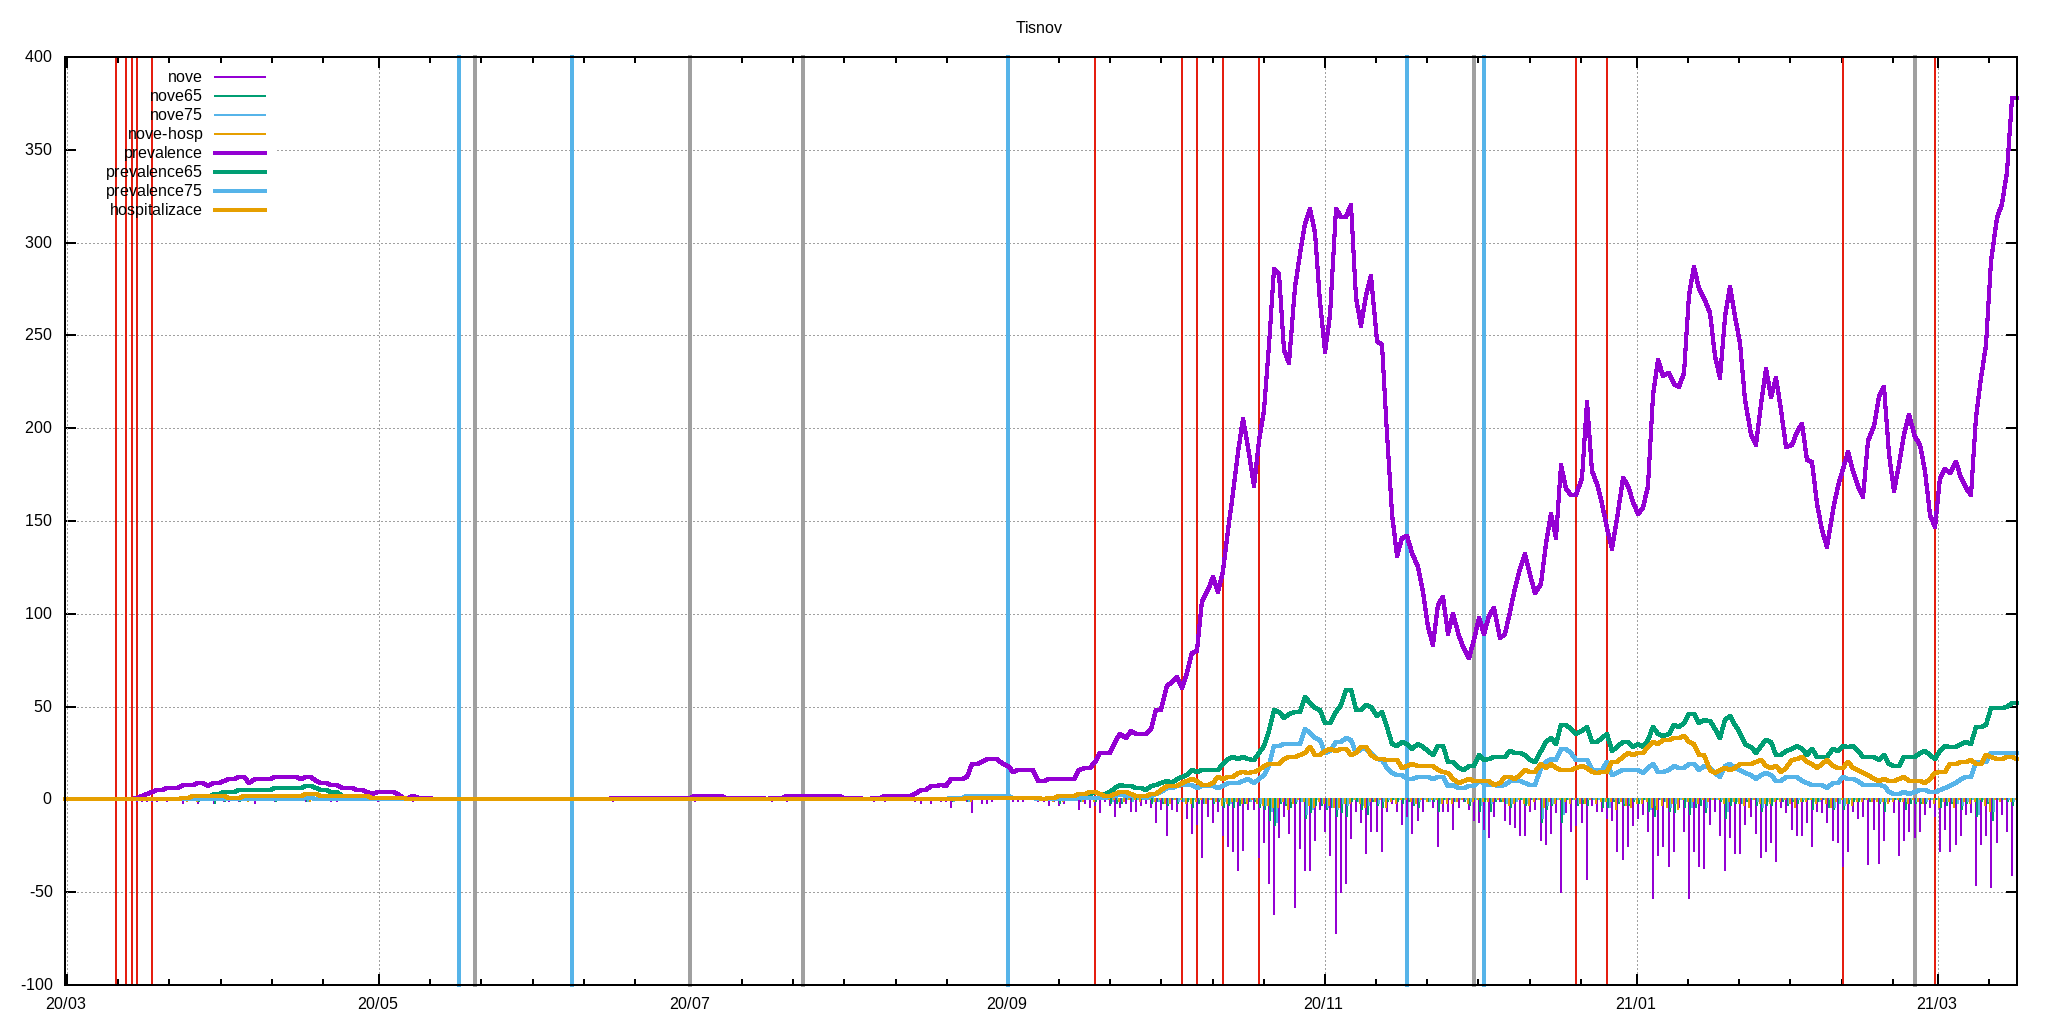 Tisnov
400
350
300
250
200
150
100
50
0
-50
-100
nove
nove65
nove75
nove-hosp
prevalence
prevalence65
prevalence75
hospitalizace
20/03 20/05 20/07 20/09 20/11 21/01 21/03